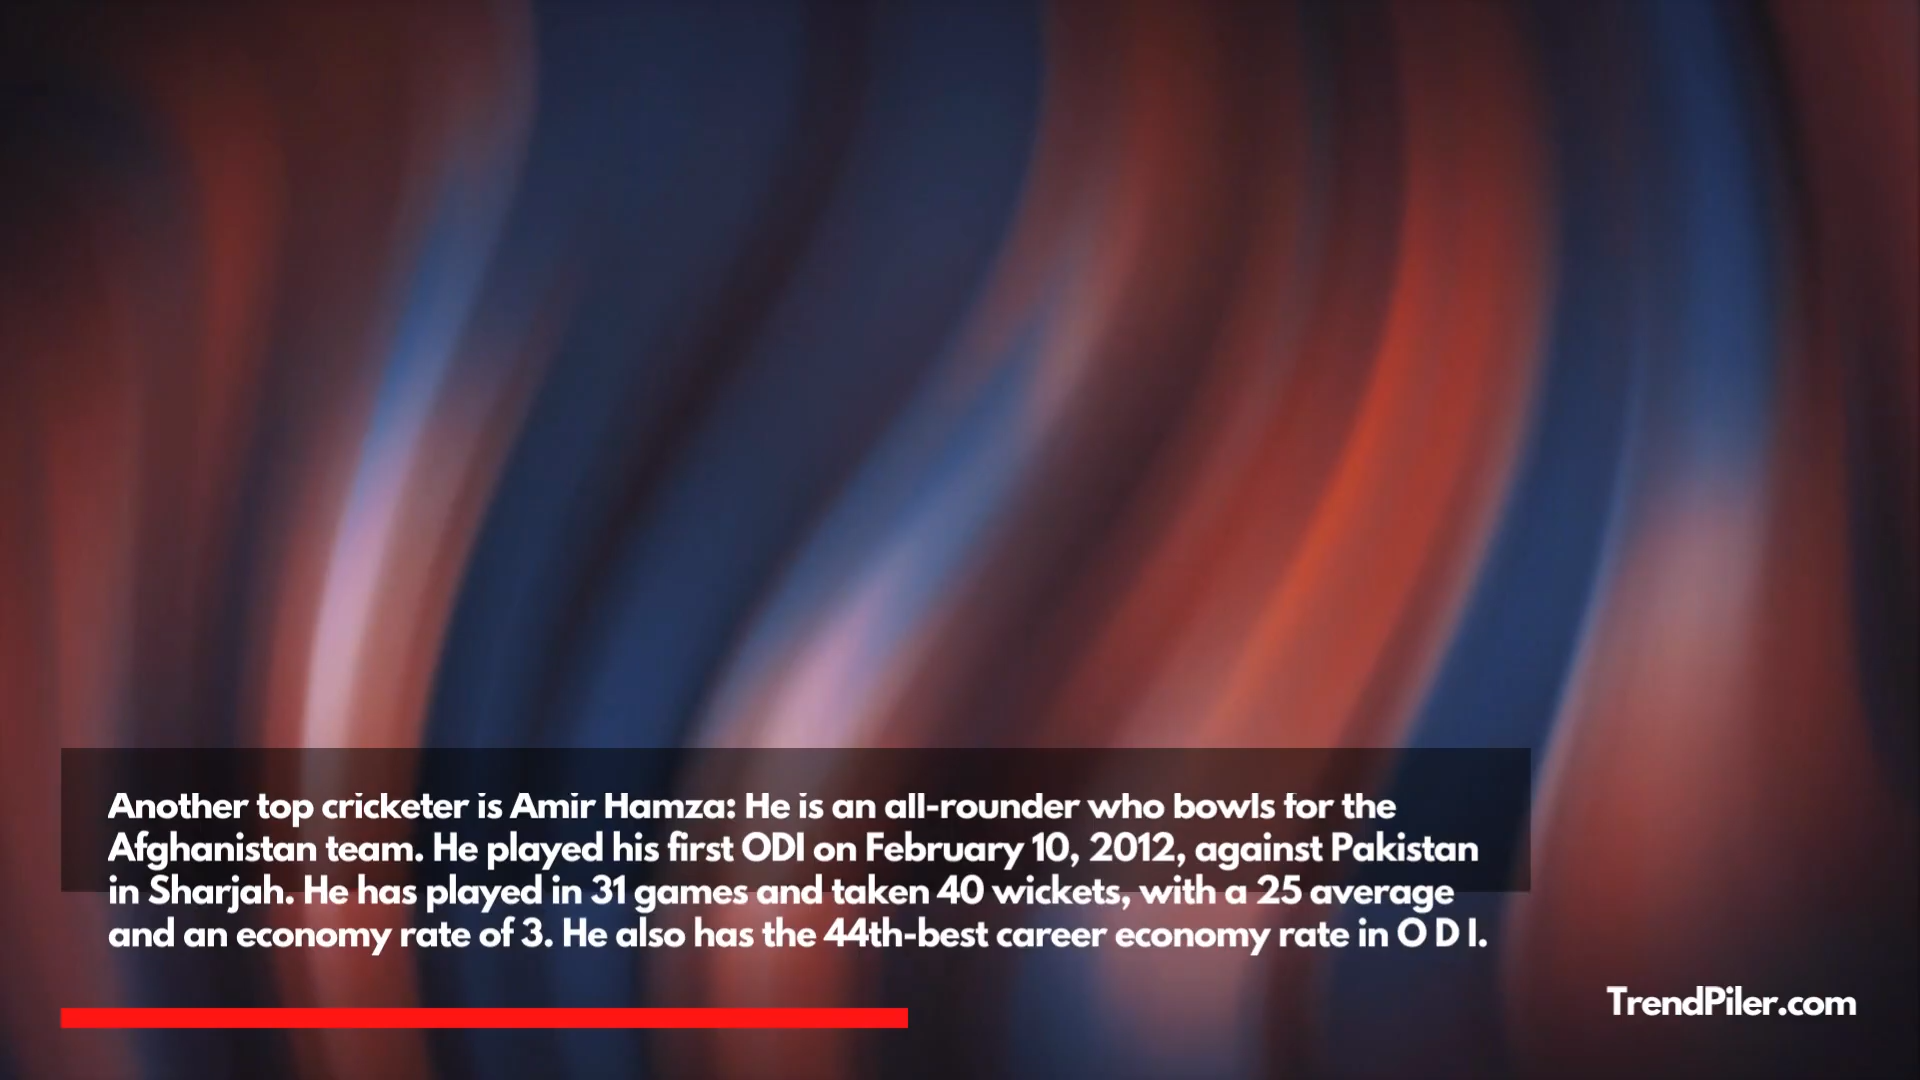 Another top cricketer is Amir Hamza: He is an all-rounder who bowls for the
Afghanistan team. He played his first ODI on February 10, 2012, against Pakistan
in Sharjah. He has played in 31 games and taken 40 wickets, with a 25 average
and an economy rate of 3. He also has the 44th-best career economy rate in O D I.
TrendPiler.com